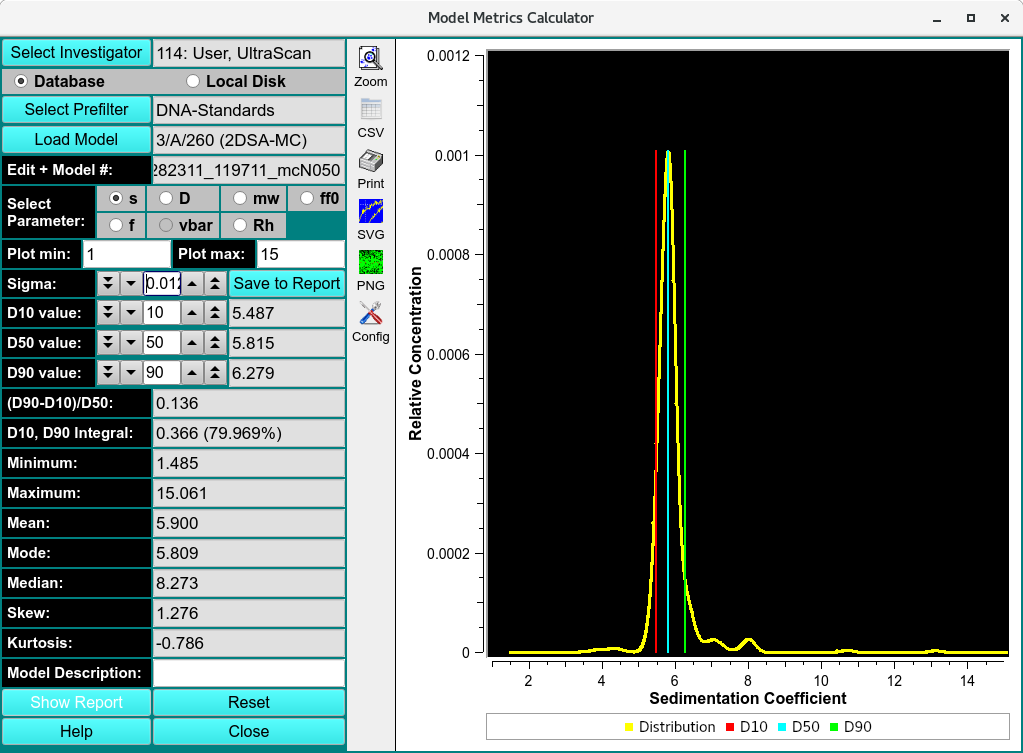 Model Metrics Calculator
Select Investigator 114: User, UltraScan
Database Local Disk
Select Prefilter DNA-Standards
Load Model 3/A/260 (2DSA-MC)
Edit + Model #: 282311_119711_mcN050
Select Parameter: s D mw ff0
f vbar Rh
Plot min: 1 Plot max: 15
Sigma: 0.012 Save to Report
D10 value: 10 5.487
D50 value: 50 5.815
D90 value: 90 6.279
(D90-D10)/D50: 0.136
D10, D90 Integral: 0.366 (79.969%)
Minimum: 1.485
Maximum: 15.061
Mean: 5.900
Mode: 5.809
Median: 8.273
Skew: 1.276
Kurtosis: -0.786
Model Description:
Show Report Reset
Help Close
Zoom
CSV
Print
SVG
PNG
Config
Relative Concentration
0.0012
0.001
0.0008
0.0006
0.0004
0.0002
0
2 4 6 8 10 12 14
Sedimentation Coefficient
Distribution D10 D50 D90